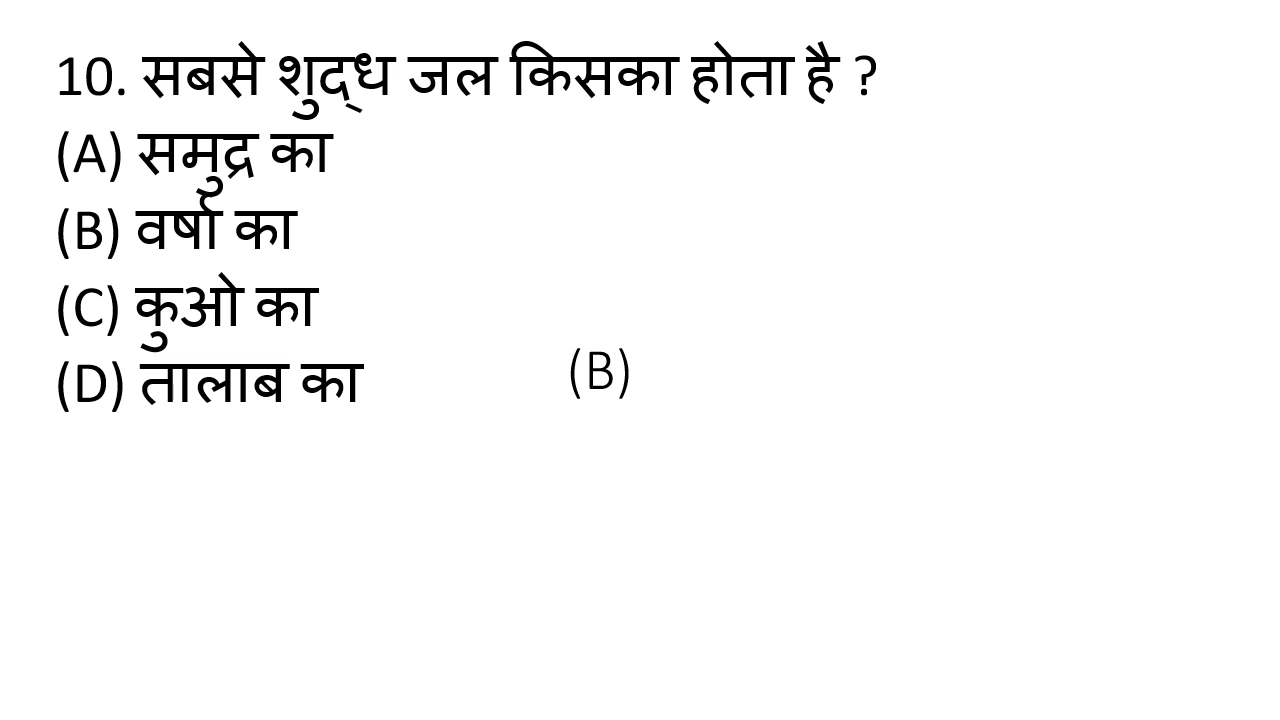 10. सबसे शुद्ध जल किसका होता है ?
(A) समुद्र का
(B) वर्षा का
(C) कुओ का
(D) तालाब का
(B)